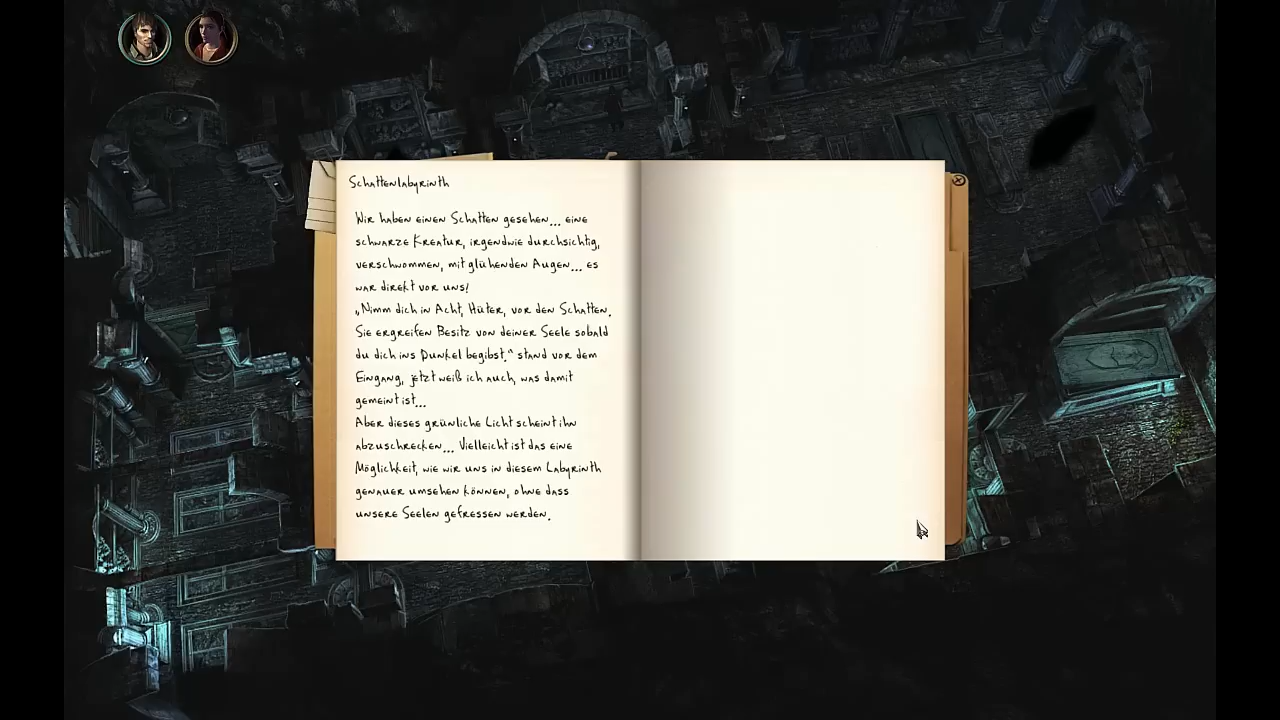 Schattenlabyrinth
Wir haben einen Schatten gesehen... eine
schwarze Kreatur, irgendwie durchsichtig,
verschwommen, mit glühenden Augen... es
war direkt vor uns!
„Nimm dich in Acht, Hüter, vor den Schatten.
Sie ergreifen Besitz von deiner Seele sobald
du dich ins Dunkel begibst.“ stand vor dem
Eingang, jetzt weiß ich auch, was damit
gemeint ist...
Aber dieses grünliche Licht scheint ihn
abzuschrecken... Vielleicht ist das eine
Möglichkeit, wie wir uns in diesem Labyrinth
genauer umsehen können, ohne dass
unsere Seelen gefressen werden.